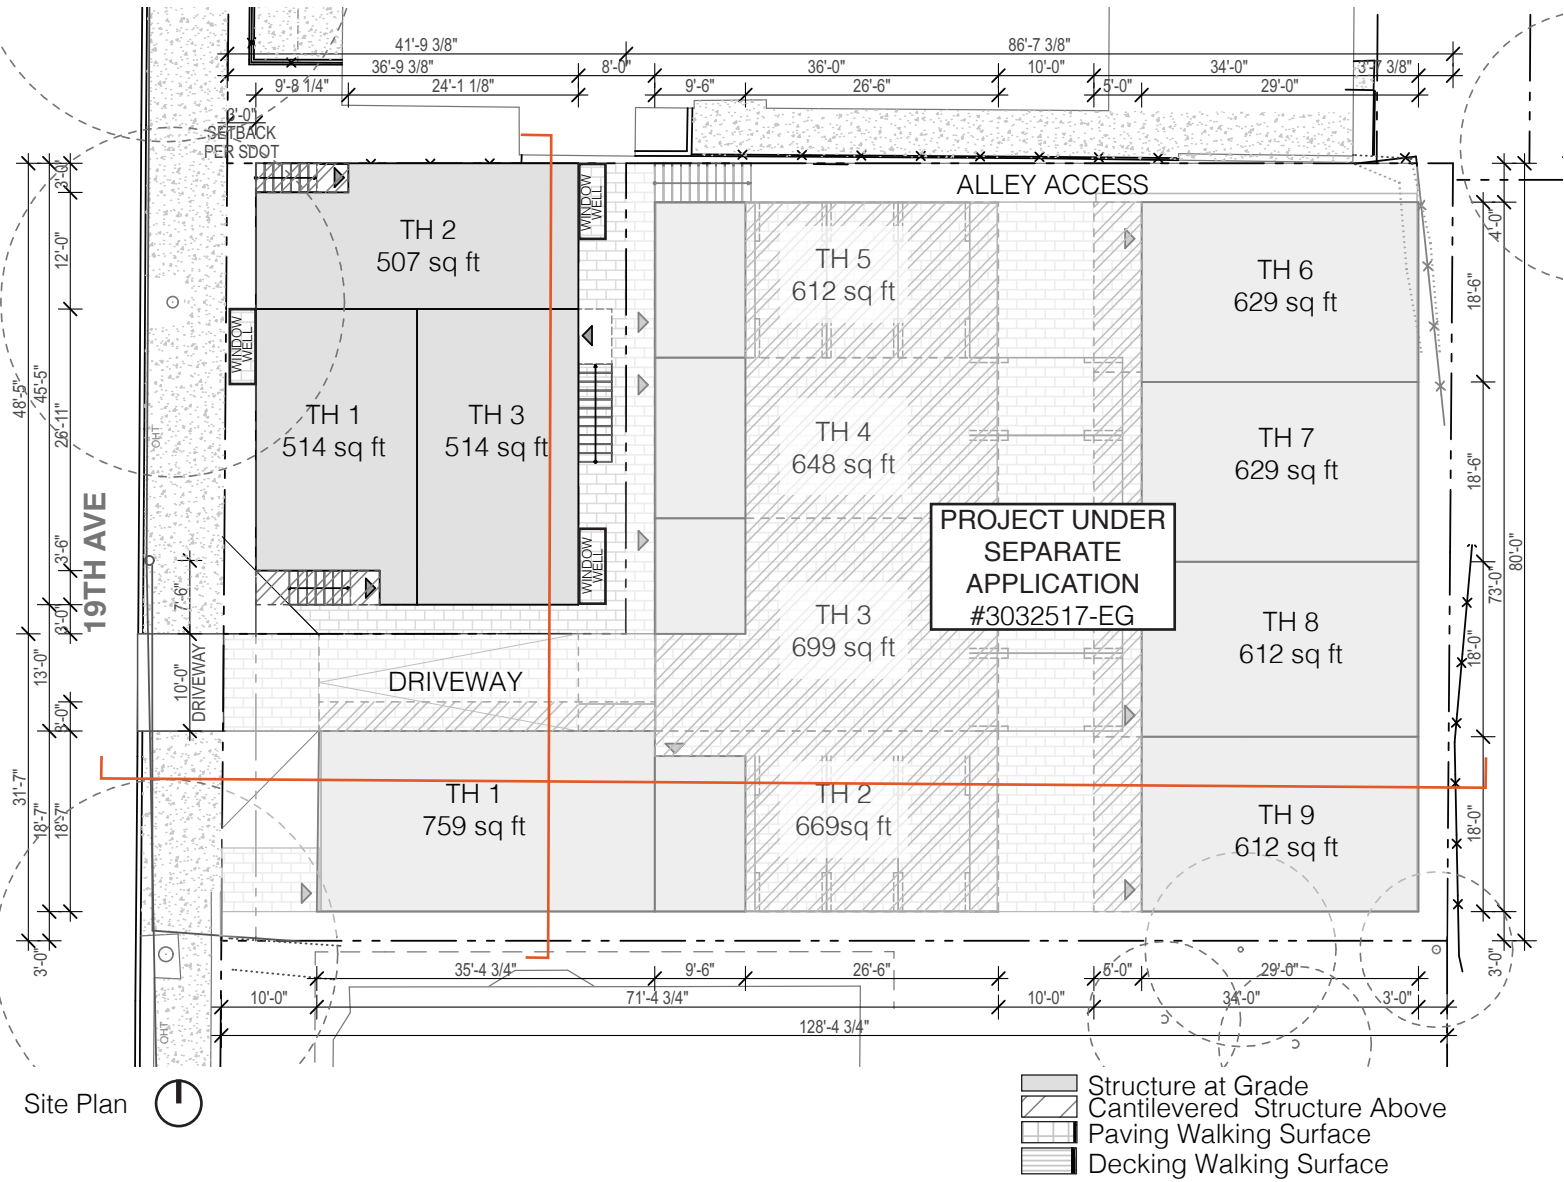 41'-9 3/8"
86'-7 3/8"
36'-9 3/8"
8'-0"
36'-0"
10'-0"
34'-0"
3'-7 3/8"
9'-8 1/4"
24'-1 1/8"
9'-6"
26'-6"
5'-0"
29'-0"
3'-0"
SETBACK
PER SDOT
ALLEY ACCESS
TH 2
507 sq ft
WINDOW
WELL
TH 5
612 sq ft
TH 6
629 sq ft
WINDOW
WELL
TH 1
514 sq ft
TH 3
514 sq ft
TH 4
648 sq ft
TH 7
629 sq ft
WINDOW
WELL
PROJECT UNDER
SEPARATE
APPLICATION
#3032517-EG
TH 3
699 sq ft
TH 8
612 sq ft
DRIVEWAY
TH 1
759 sq ft
TH 2
669sq ft
TH 9
612 sq ft
3'-0"
12'-0"
26'-11"
3'-6"
3'-0"
48'-5"
45'-5"
13'-0"
3'-0"
31'-7"
18'-7"
18'-7"
3'-0"
19TH AVE
7'-6"
10'-0"
DRIVEWAY
OHT
OHT
4'-0"
18'-6"
18'-6"
18'-0"
18'-0"
73'-0"
80'-0"
3'-0"
35'-4 3/4"
9'-6"
26'-6"
5'-0"
29'-0"
10'-0"
71'-4 3/4"
10'-0"
34'-0"
3'-0"
128'-4 3/4"
Site Plan
Structure at Grade
Cantilevered Structure Above
Paving Walking Surface
Decking Walking Surface